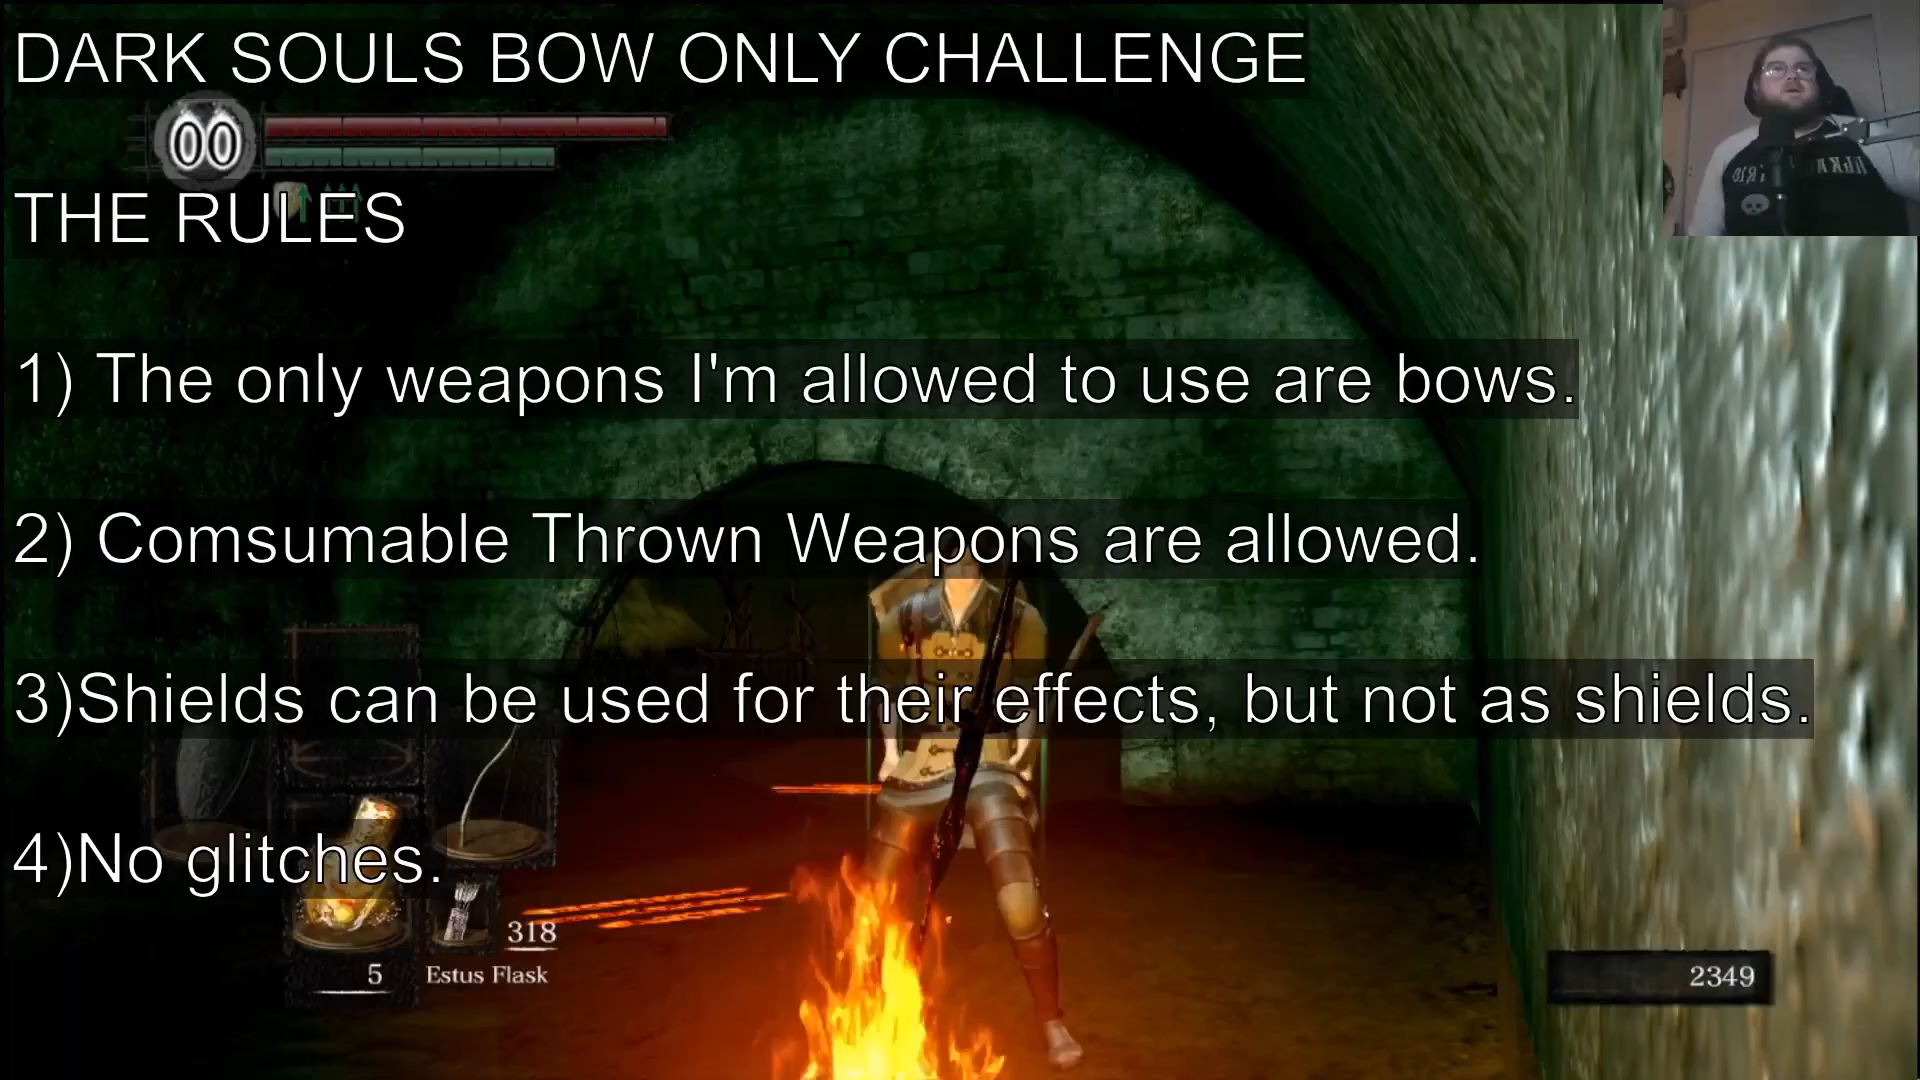 DARK SOULS BOW ONLY CHALLENGE
00
THE RULES
1) The only weapons I'm allowed to use are bows.
2) Comsumable Thrown Weapons are allowed.
3)Shields can be used for their effects, but not as shields.
4)No glitches.
318
5 Estus Flask
2349